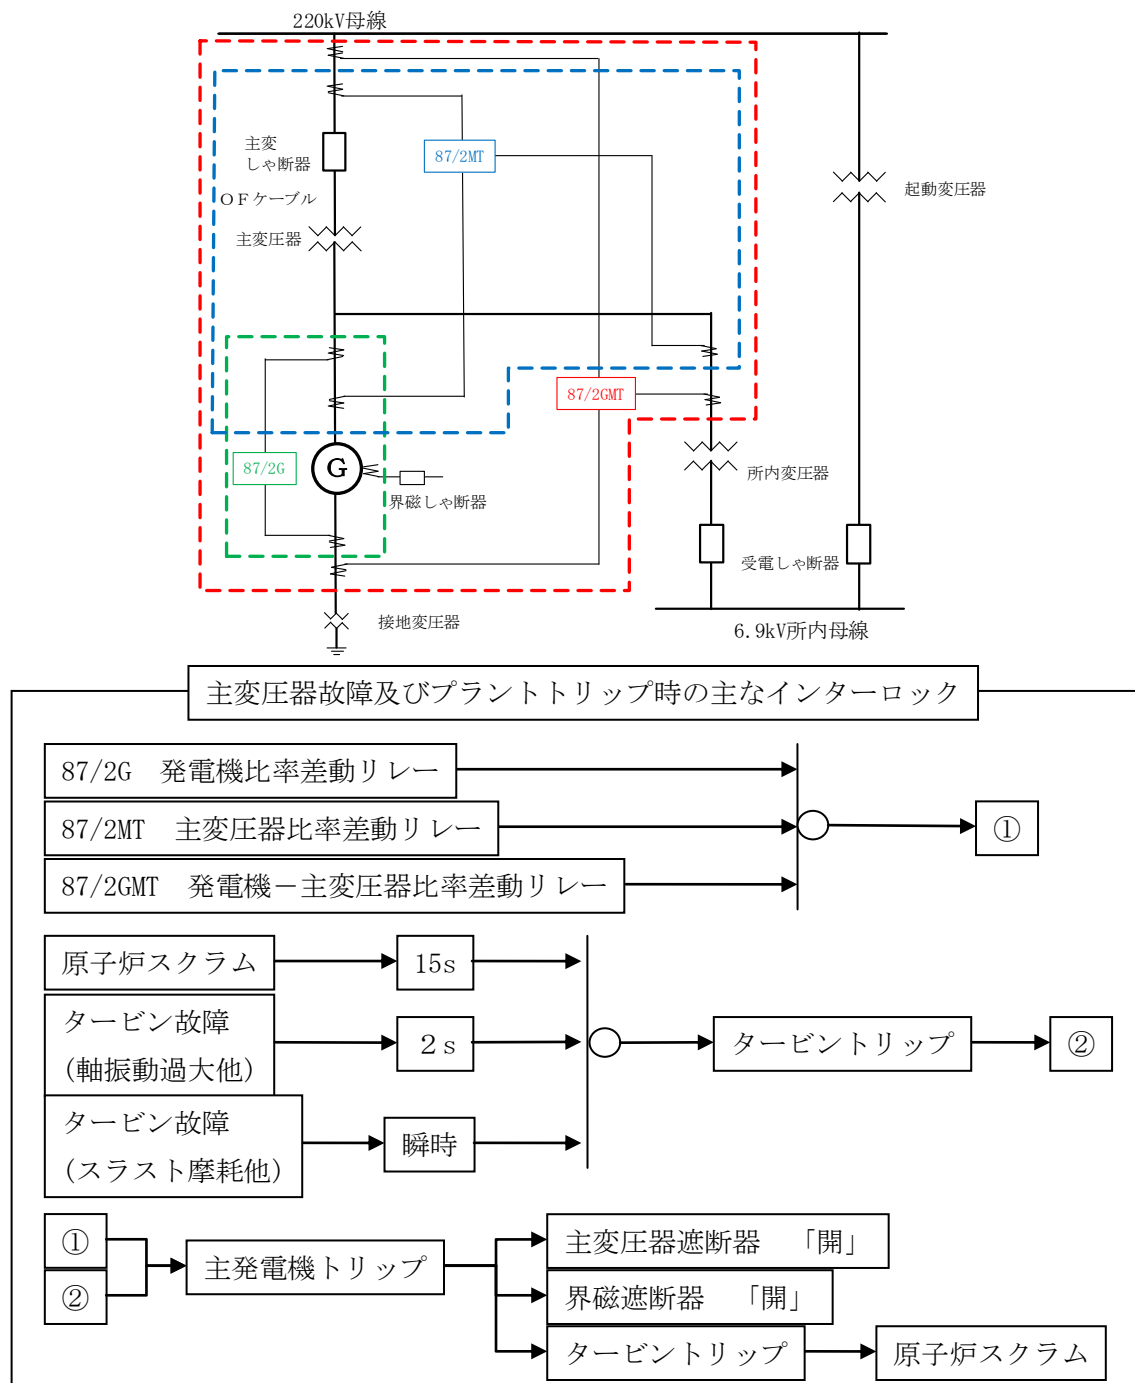 220kV母線
主変
しゃ断器
87/2MT
OFケーブル
起動変圧器
主変圧器
87/2GMT
87/2G
G
界磁しゃ断器
所内変圧器
受電しゃ断器
接地変圧器
6.9kV所内母線
主変圧器故障及びプラントトリップ時の主なインターロック
87/2G 発電機比率差動リレー
87/2MT 主変圧器比率差動リレー
①
87/2GMT 発電機－主変圧器比率差動リレー
原子炉スクラム
15s
タービン故障
(軸振動過大他)
2s
タービントリップ
②
タービン故障
(スラスト摩耗他)
瞬時
①
②
主発電機トリップ
主変圧器遮断器 「開」
界磁遮断器 「開」
タービントリップ
原子炉スクラム